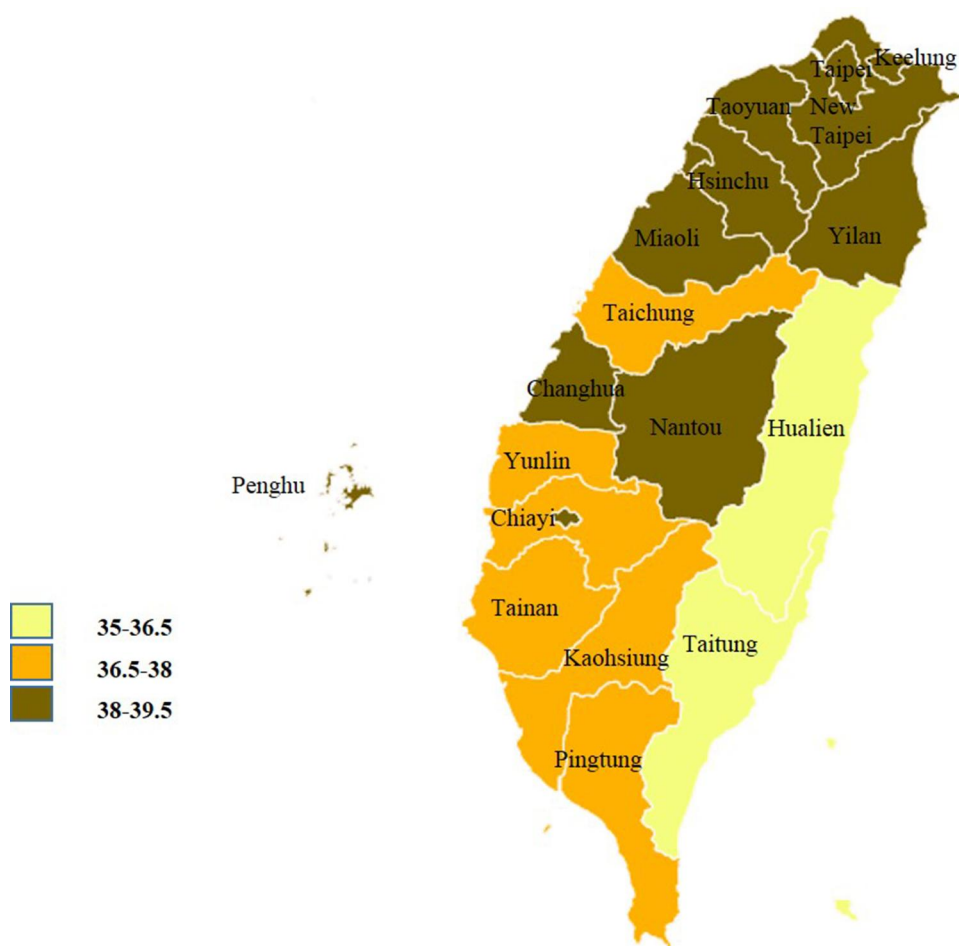 Keelung
Taipei
Taoyuan
New
Taipei
Hsinchu
Miaoli
Yilan
Taichung
Changhua
Nantou
Hualien
Yunlin
Penghu
Chiayi
Tainan
Kaohsiung
Taitung
Pingtung
35-36.5
36.5-38
38-39.5